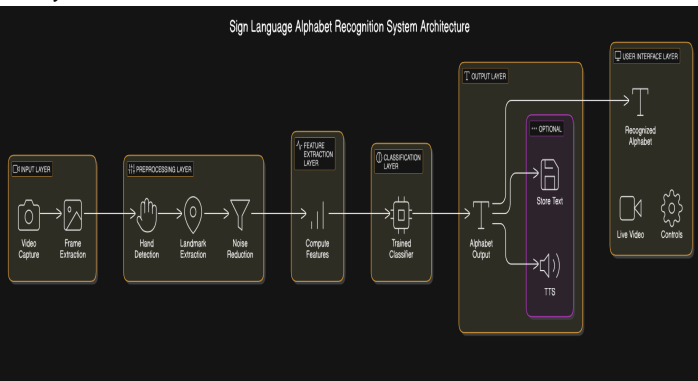 Sign Language Alphabet Recognition System Architecture
USER INTERFACE LAYER
OUTPUT LAYER
Recognized
Alphabet
OPTIONAL
FEATURE
EXTRACTION
LAYER
CLASSIFICATION
LAYER
INPUT LAYER
PREPROCESSING LAYER
Store Text
Video
Capture
Frame
Extraction
Hand
Detection
Landmark
Extraction
Noise
Reduction
Compute
Features
Trained
Classifier
Alphabet
Output
Live Video
Controls
TTS